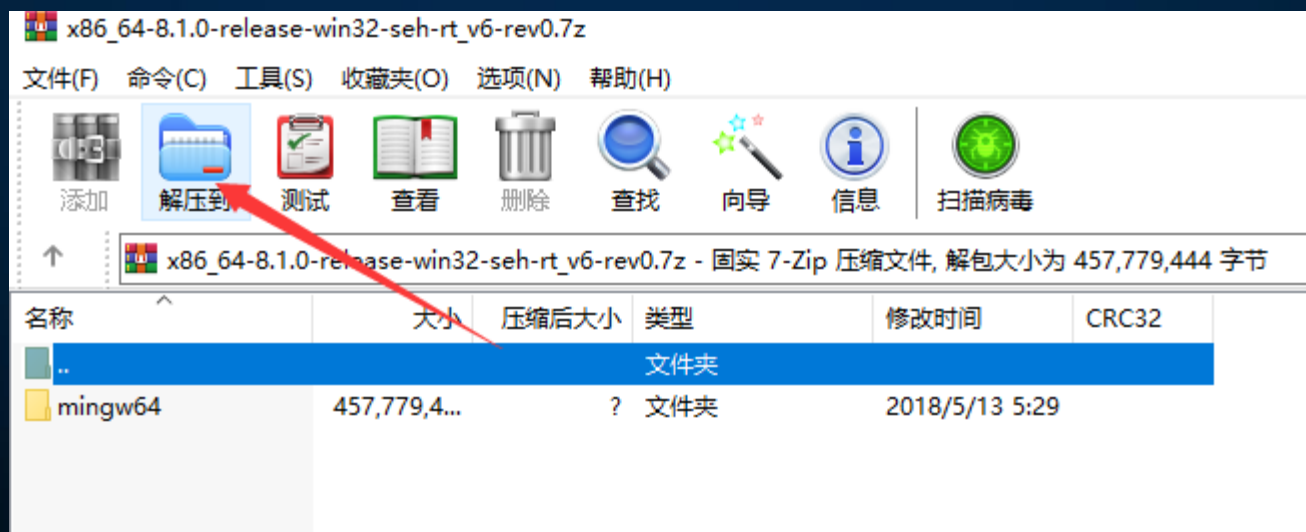 x86_64-8.1.0-release-win32-seh-rt_v6-rev0.7z
文件(F) 命令(C) 工具(S) 收藏夹(O) 选项(N) 帮助(H)
添加 解压到 测试 查看 删除 查找 向导 信息 扫描病毒
x86_64-8.1.0-release-win32-seh-rt_v6-rev0.7z - 固实 7-Zip 压缩文件, 解包大小为 457,779,444 字节
名称 大小 压缩后大小 类型 修改时间 CRC32
.. 文件夹
mingw64 457,779,4... ? 文件夹 2018/5/13 5:29